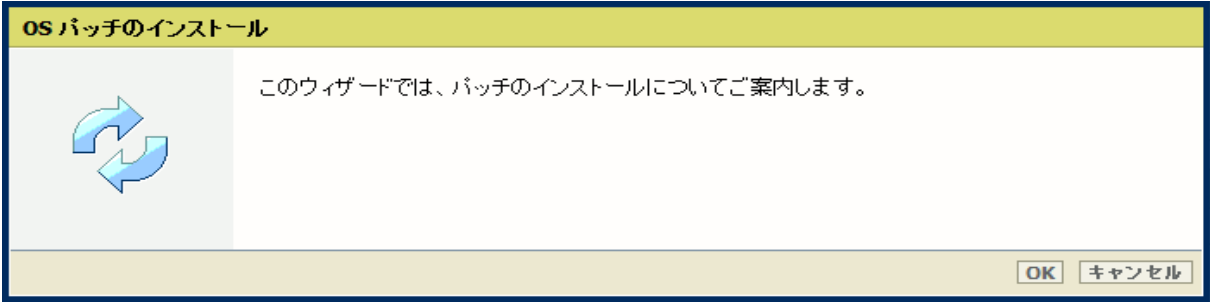 OS パッチのインストール
このウィザードでは、パッチのインストールについてご案内します。
OK
キャンセル